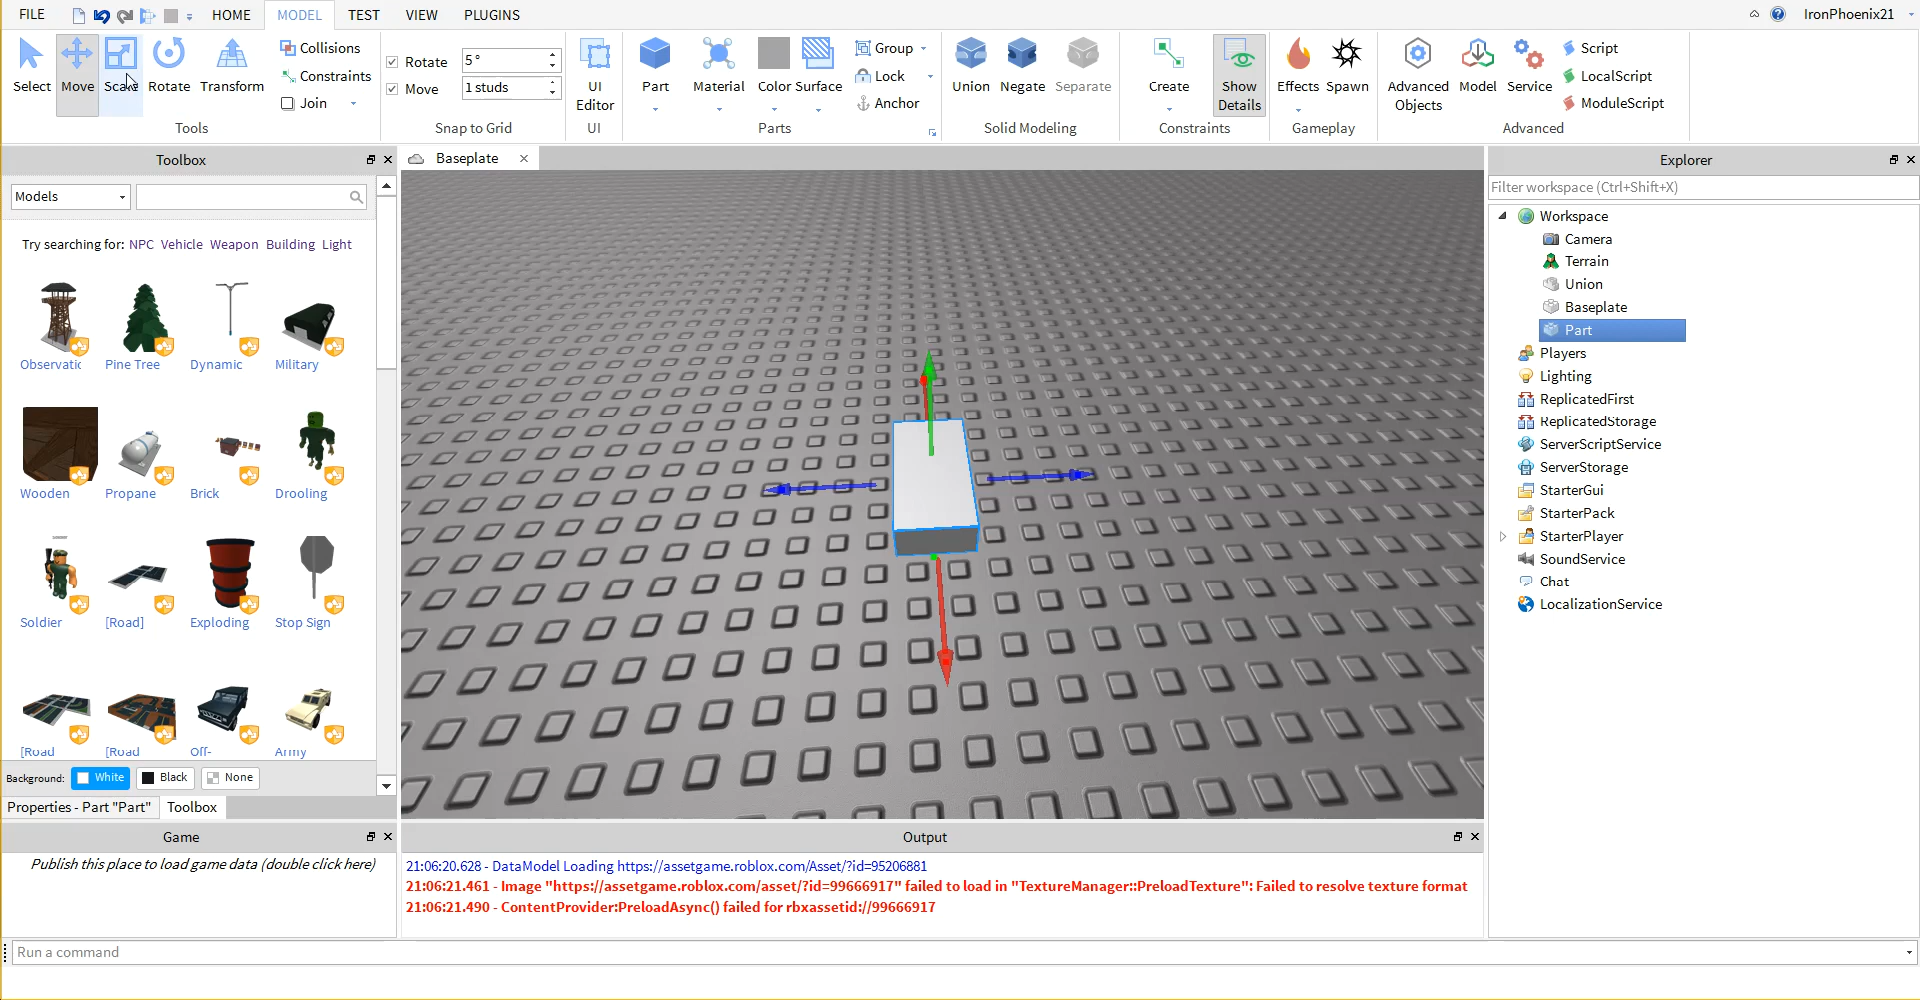 FILE HOME MODEL TEST VIEW PLUGINS IronPhoenix21
Select Move Scale Rotate Transform
Collisions
Constraints
Join
Tools
Rotate 5°
Move 1 studs
Snap to Grid
UI Editor
UI
Part Material Color Surface
Group
Lock
Anchor
Parts
Union Negate Separate
Solid Modeling
Create Show Details
Constraints
Effects Spawn
Gameplay
Advanced Objects Model Service
Script
LocalScript
ModuleScript
Advanced
Toolbox
Models
Try searching for: NPC Vehicle Weapon Building Light
Observatic Pine Tree Dynamic Military
Wooden Propane Brick Drooling
Soldier [Road] Exploding Stop Sign
[Road [Road Off- Army
Background: White Black None
Properties - Part "Part" Toolbox
Game
Publish this place to load game data (double click here)
Baseplate
Output
21:06:20.628 - DataModel Loading https://assetgame.roblox.com/Asset/?id=95206881
21:06:21.461 - Image "https://assetgame.roblox.com/asset/?id=99666917" failed to load in "TextureManager::PreloadTexture": Failed to resolve texture format
21:06:21.490 - ContentProvider:PreloadAsync() failed for rbxassetid://99666917
Explorer
Filter workspace (Ctrl+Shift+X)
Workspace
Camera
Terrain
Union
Baseplate
Part
Players
Lighting
ReplicatedFirst
ReplicatedStorage
ServerScriptService
ServerStorage
StarterGui
StarterPack
StarterPlayer
SoundService
Chat
LocalizationService
Run a command